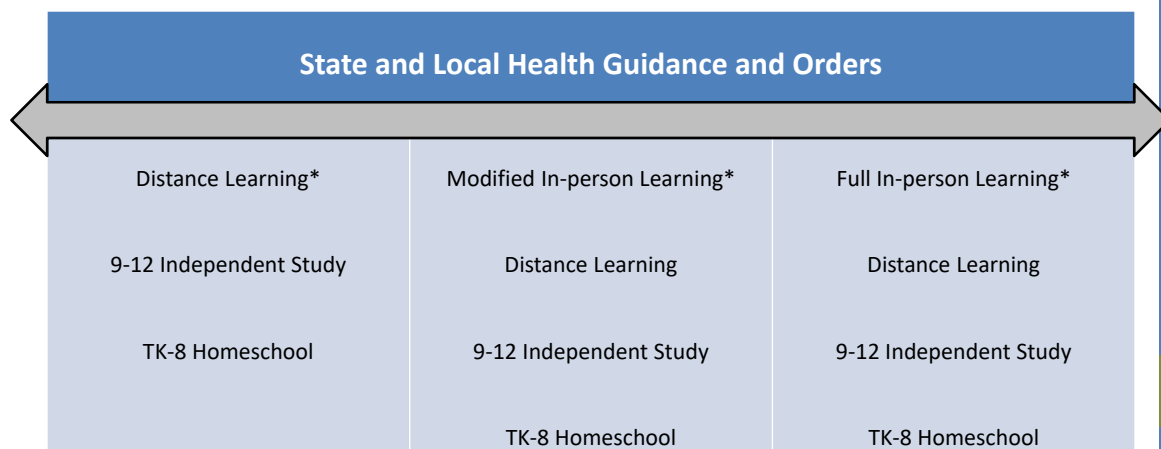 State and Local Health Guidance and Orders
Distance Learning*
9-12 Independent Study
TK-8 Homeschool
Modified In-person Learning*
Distance Learning
9-12 Independent Study
TK-8 Homeschool
Full In-person Learning*
Distance Learning
9-12 Independent Study
TK-8 Homeschool